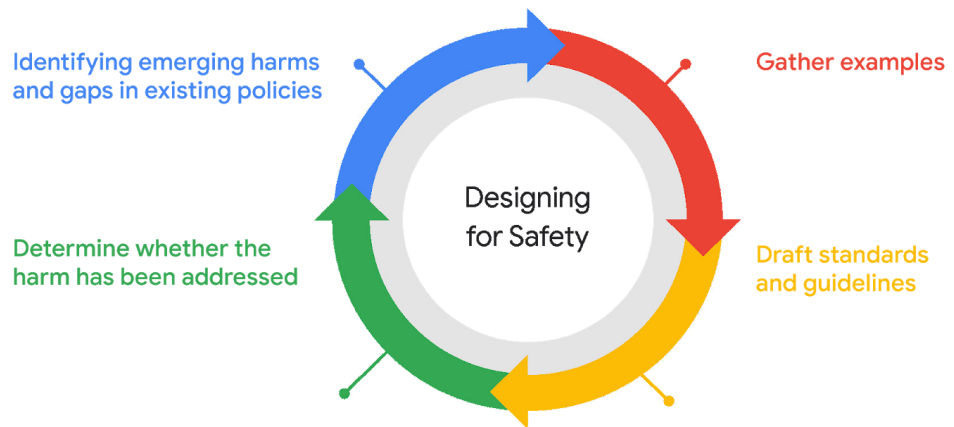 Identifying emerging harms
and gaps in existing policies
Gather examples
Designing
for Safety
Determine whether the
harm has been addressed
Draft standards
and guidelines